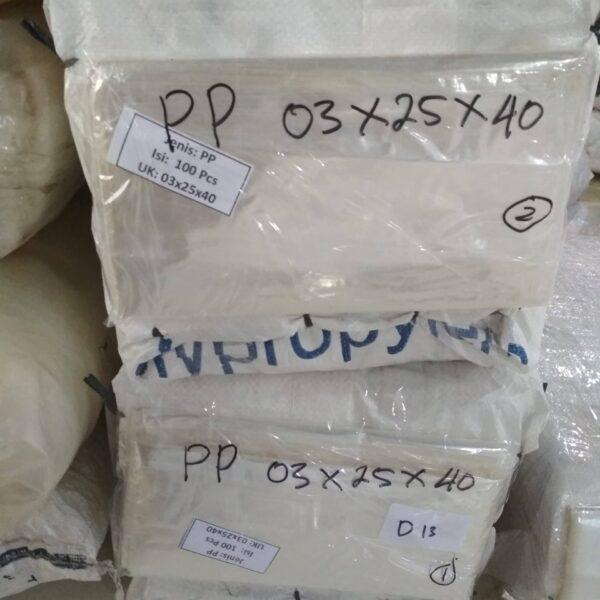 PP 03X25X40
Jenis: PP
Isi: 100 Pcs
UK: 03x25x40
2
PP 03X25X40
D 13
Jenis: PP
Isi: 100 Pcs
UK: 03x25x40
1